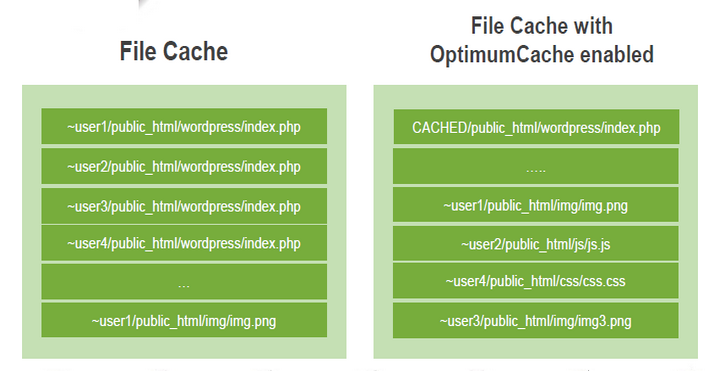 File Cache
~user1/public_html/wordpress/index.php
~user2/public_html/wordpress/index.php
~user3/public_html/wordpress/index.php
~user4/public_html/wordpress/index.php
...
~user1/public_html/img/img.png
File Cache with
OptimumCache enabled
CACHED/public_html/wordpress/index.php
.....
~user1/public_html/img/img.png
~user2/public_html/js/js.js
~user4/public_html/css/css.css
~user3/public_html/img/img3.png